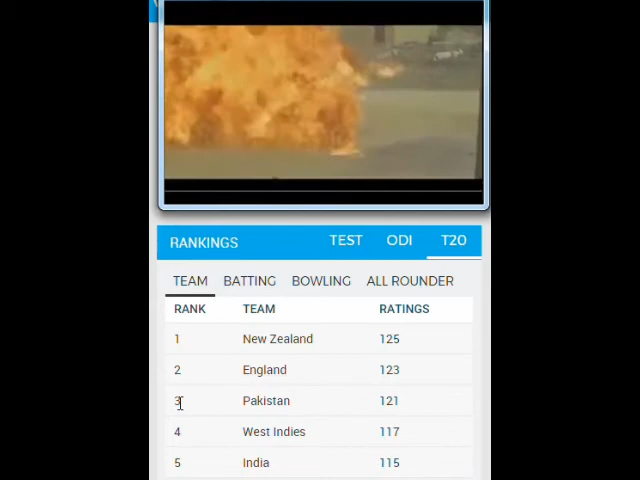 RANKINGS TEST ODI T20
TEAM BATTING BOWLING ALL ROUNDER
RANK TEAM RATINGS
1 New Zealand 125
2 England 123
3 Pakistan 121
4 West Indies 117
5 India 115